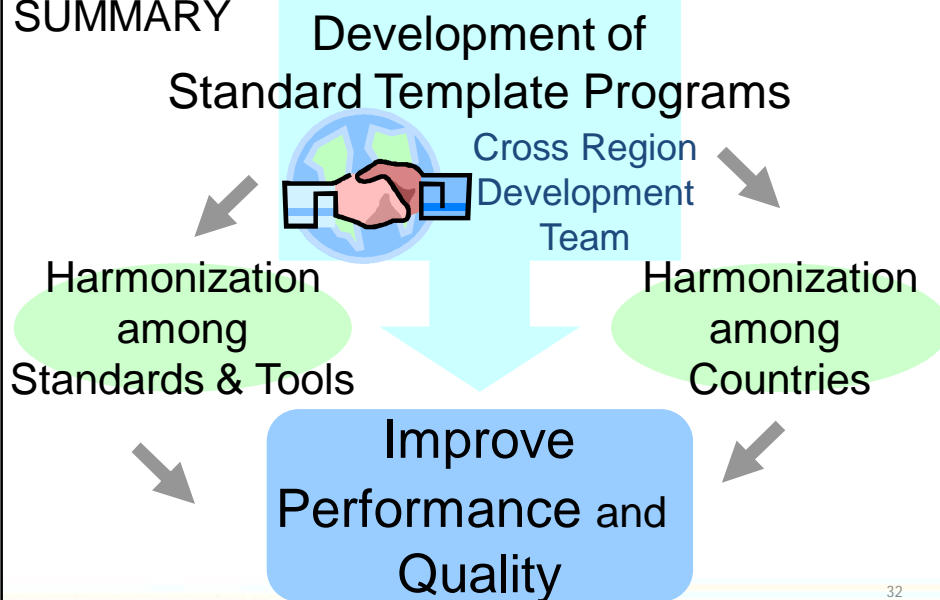 SUMMARY
Development of
Standard Template Programs
Cross Region
Development
Team
Harmonization
among
Standards & Tools
Harmonization
among
Countries
Improve
Performance and
Quality
32